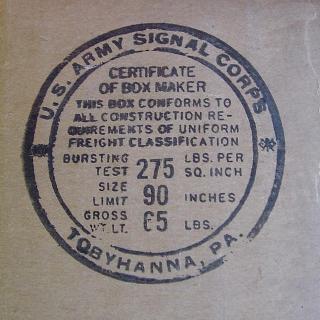 U.S. ARMY SIGNAL CORPS
CERTIFICATE
OF BOX MAKER
THIS BOX CONFORMS TO
ALL CONSTRUCTION RE-
QUIREMENTS OF UNIFORM
FREIGHT CLASSIFICATION
BURSTING TEST 275 LBS. PER SQ. INCH
SIZE LIMIT 90 INCHES
GROSS WT. LT. 65 LBS.
TOBYHANNA, PA.